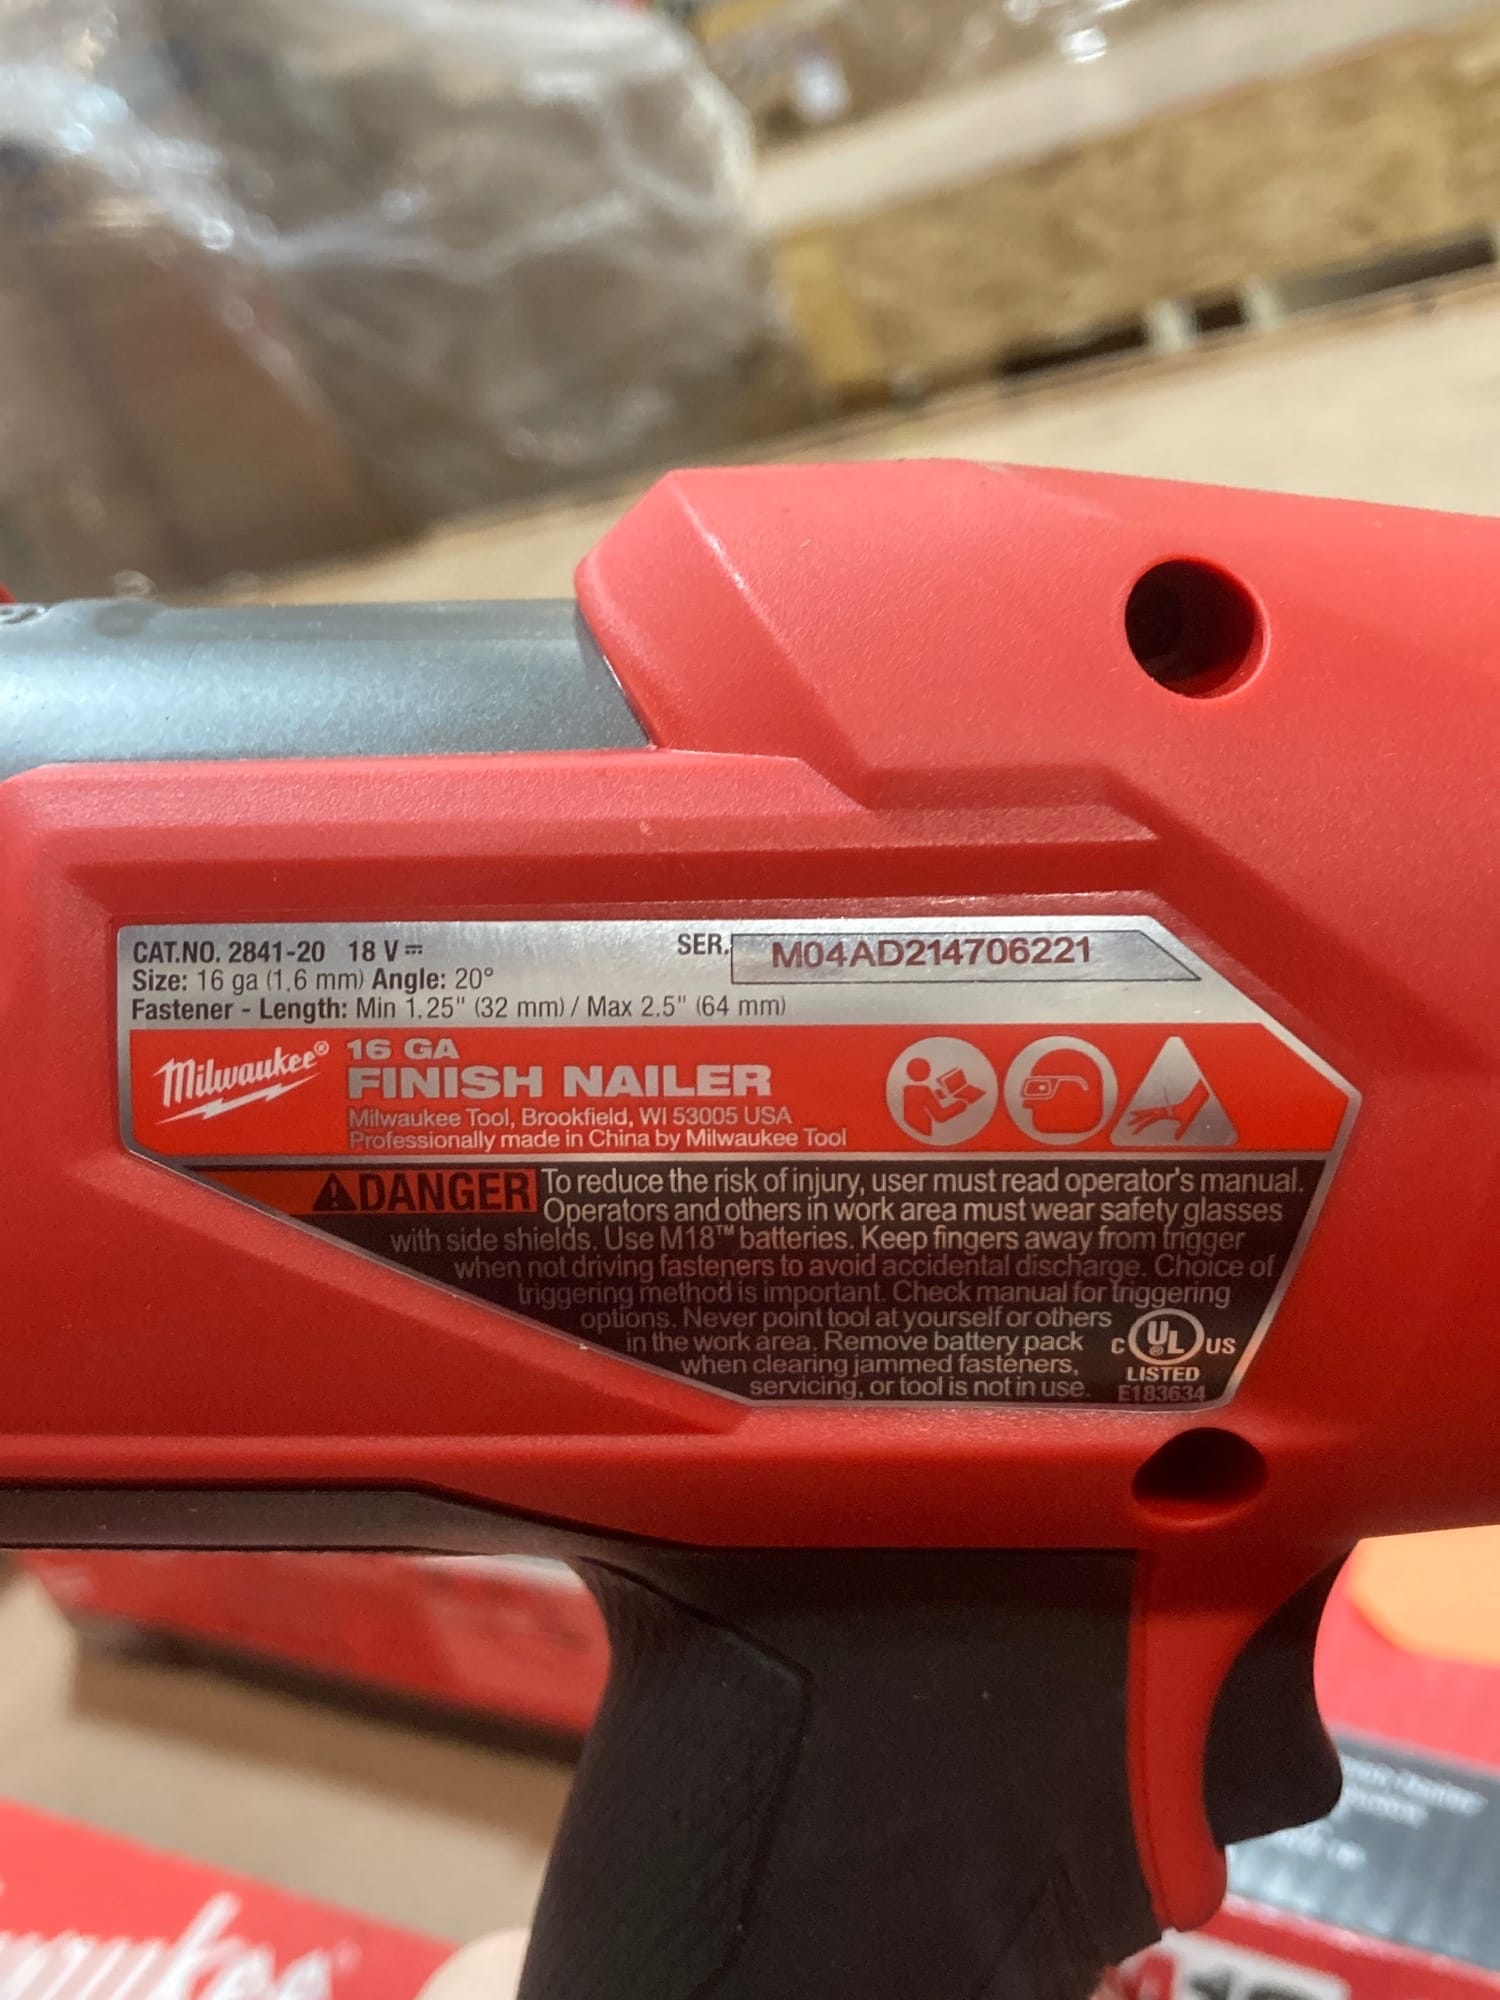 CAT.NO. 2841-20 18 V ⎓
SER. M04AD214706221
Size: 16 ga (1.6 mm) Angle: 20°
Fastener - Length: Min 1.25" (32 mm) / Max 2.5" (64 mm)
Milwaukee®
16 GA
FINISH NAILER
Milwaukee Tool, Brookfield, WI 53005 USA
Professionally made in China by Milwaukee Tool
⚠DANGER To reduce the risk of injury, user must read operator's manual.
Operators and others in work area must wear safety glasses
with side shields. Use M18™ batteries. Keep fingers away from trigger
when not driving fasteners to avoid accidental discharge. Choice of
triggering method is important. Check manual for triggering
options. Never point tool at yourself or others
in the work area. Remove battery pack
when clearing jammed fasteners,
servicing, or tool is not in use.
C UL® US
LISTED
E183634